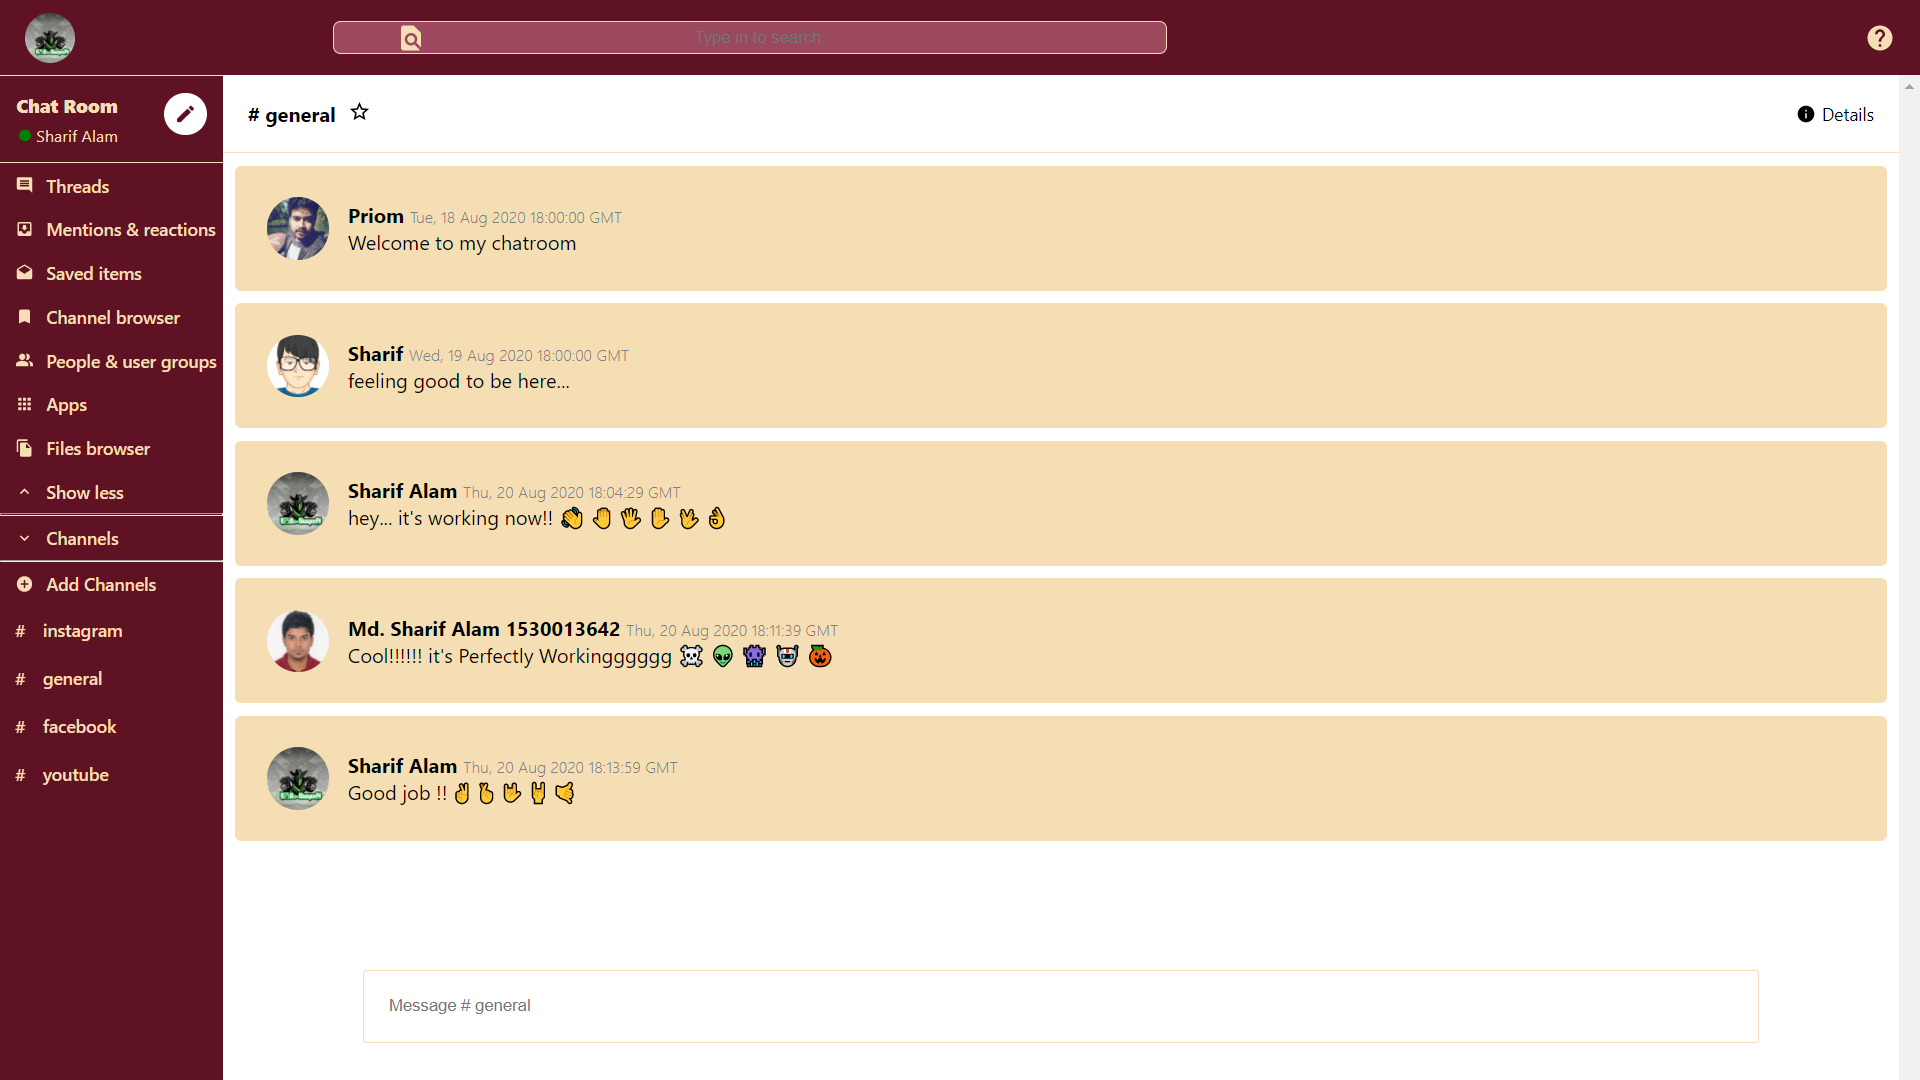 Type in to search...
Chat Room
Sharif Alam
Threads
Mentions & reactions
Saved items
Channel browser
People & user groups
Apps
Files browser
Show less
Channels
Add Channels
# instagram
# general
# facebook
# youtube
# general
Details
Priom Tue, 18 Aug 2020 18:00:00 GMT
Welcome to my chatroom
Sharif Wed, 19 Aug 2020 18:00:00 GMT
feeling good to be here...
Sharif Alam Thu, 20 Aug 2020 18:04:29 GMT
hey... it's working now!! 👏 🤚 🖐 ✋ 🖖 👌
Md. Sharif Alam 1530013642 Thu, 20 Aug 2020 18:11:39 GMT
Cool!!!!!! it's Perfectly Workingggggg ☠ 👽 👾 🤖 🎃
Sharif Alam Thu, 20 Aug 2020 18:13:59 GMT
Good job !! ✌ 🤞 🤟 🤘 🤙
Message # general